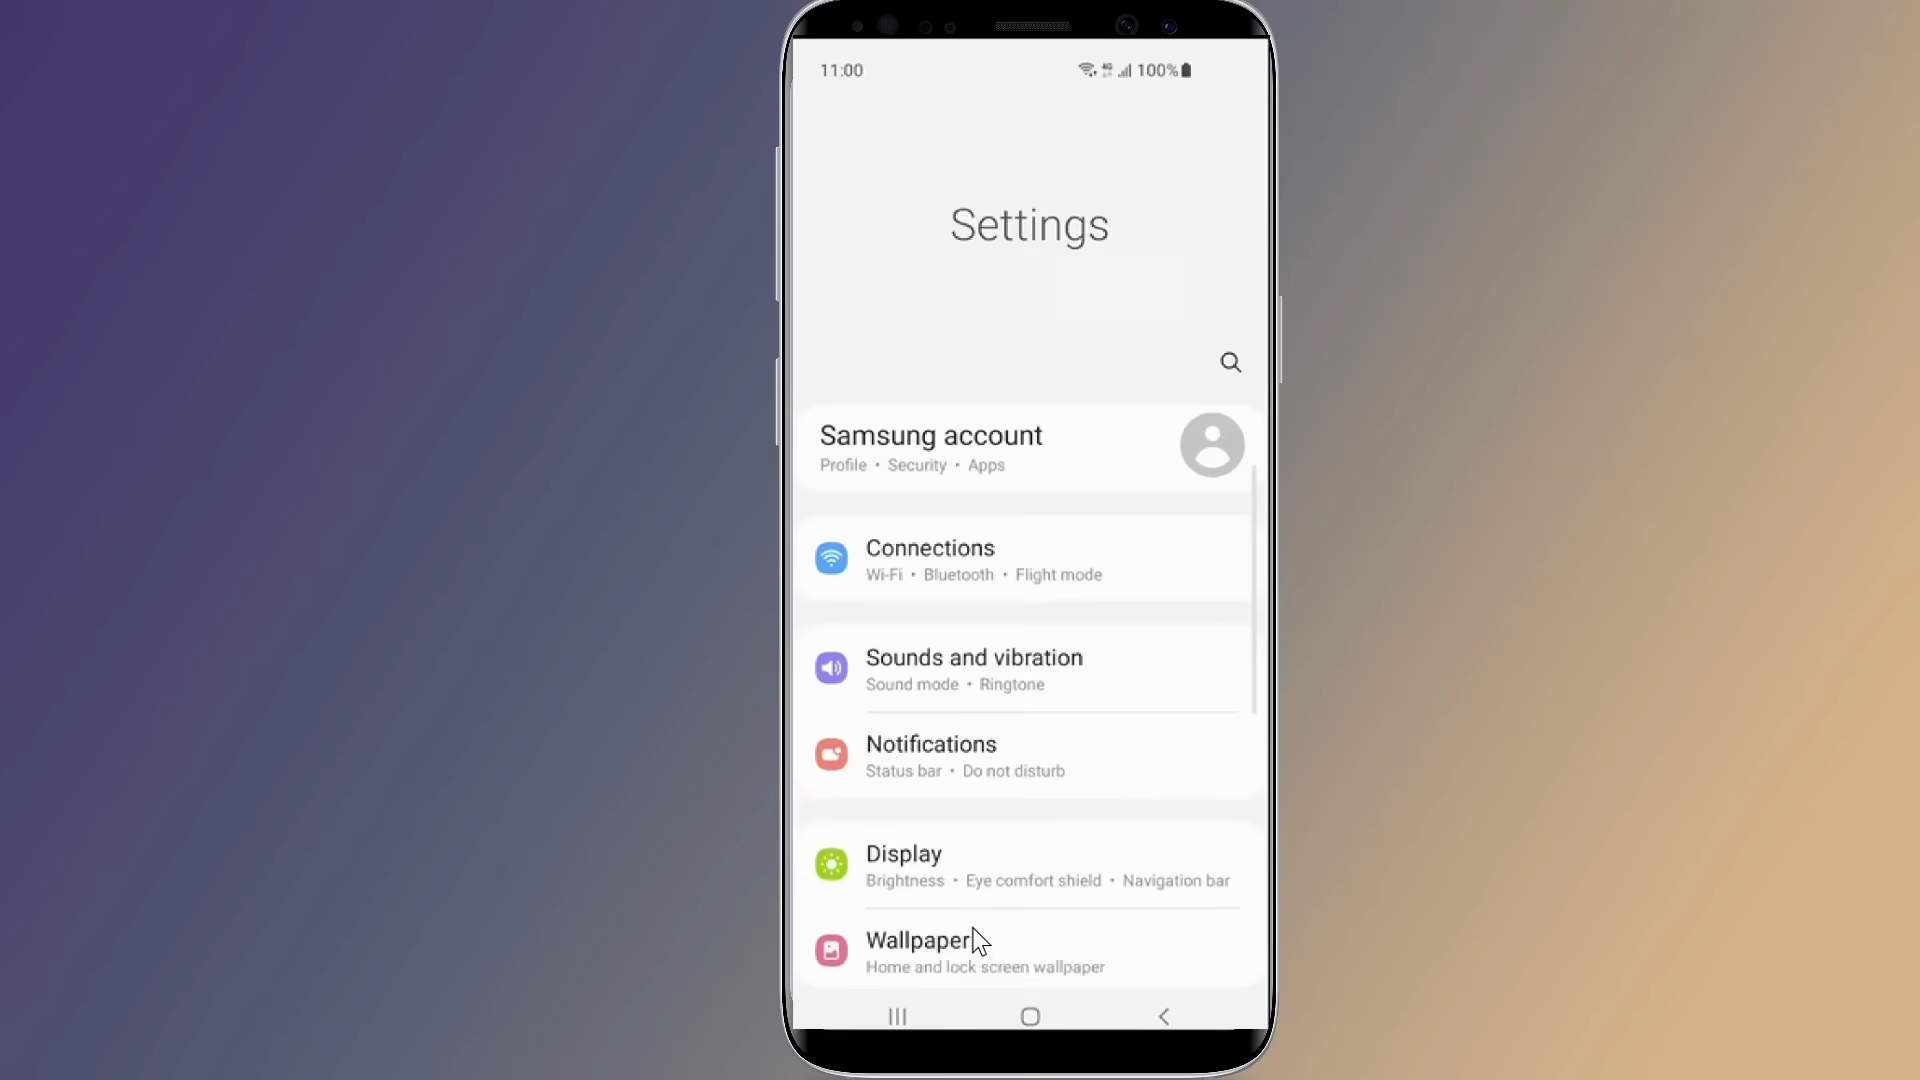 11:00
4G 100%
Settings
Samsung account
Profile • Security • Apps
Connections
Wi-Fi • Bluetooth • Flight mode
Sounds and vibration
Sound mode • Ringtone
Notifications
Status bar • Do not disturb
Display
Brightness • Eye comfort shield • Navigation bar
Wallpaper
Home and lock screen wallpaper